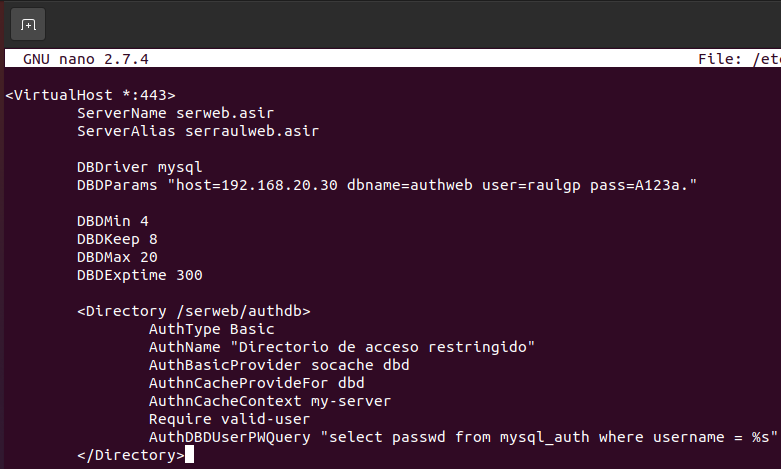 GNU nano 2.7.4 File: /etc
<VirtualHost *:443>
ServerName serweb.asir
ServerAlias serraulweb.asir
DBDriver mysql
DBDParams "host=192.168.20.30 dbname=authweb user=raulgp pass=A123a."
DBDMin 4
DBDKeep 8
DBDMax 20
DBDExptime 300
<Directory /serweb/authdb>
AuthType Basic
AuthName "Directorio de acceso restringido"
AuthBasicProvider socache dbd
AuthnCacheProvideFor dbd
AuthnCacheContext my-server
Require valid-user
AuthDBDUserPWQuery "select passwd from mysql_auth where username = %s"
</Directory>